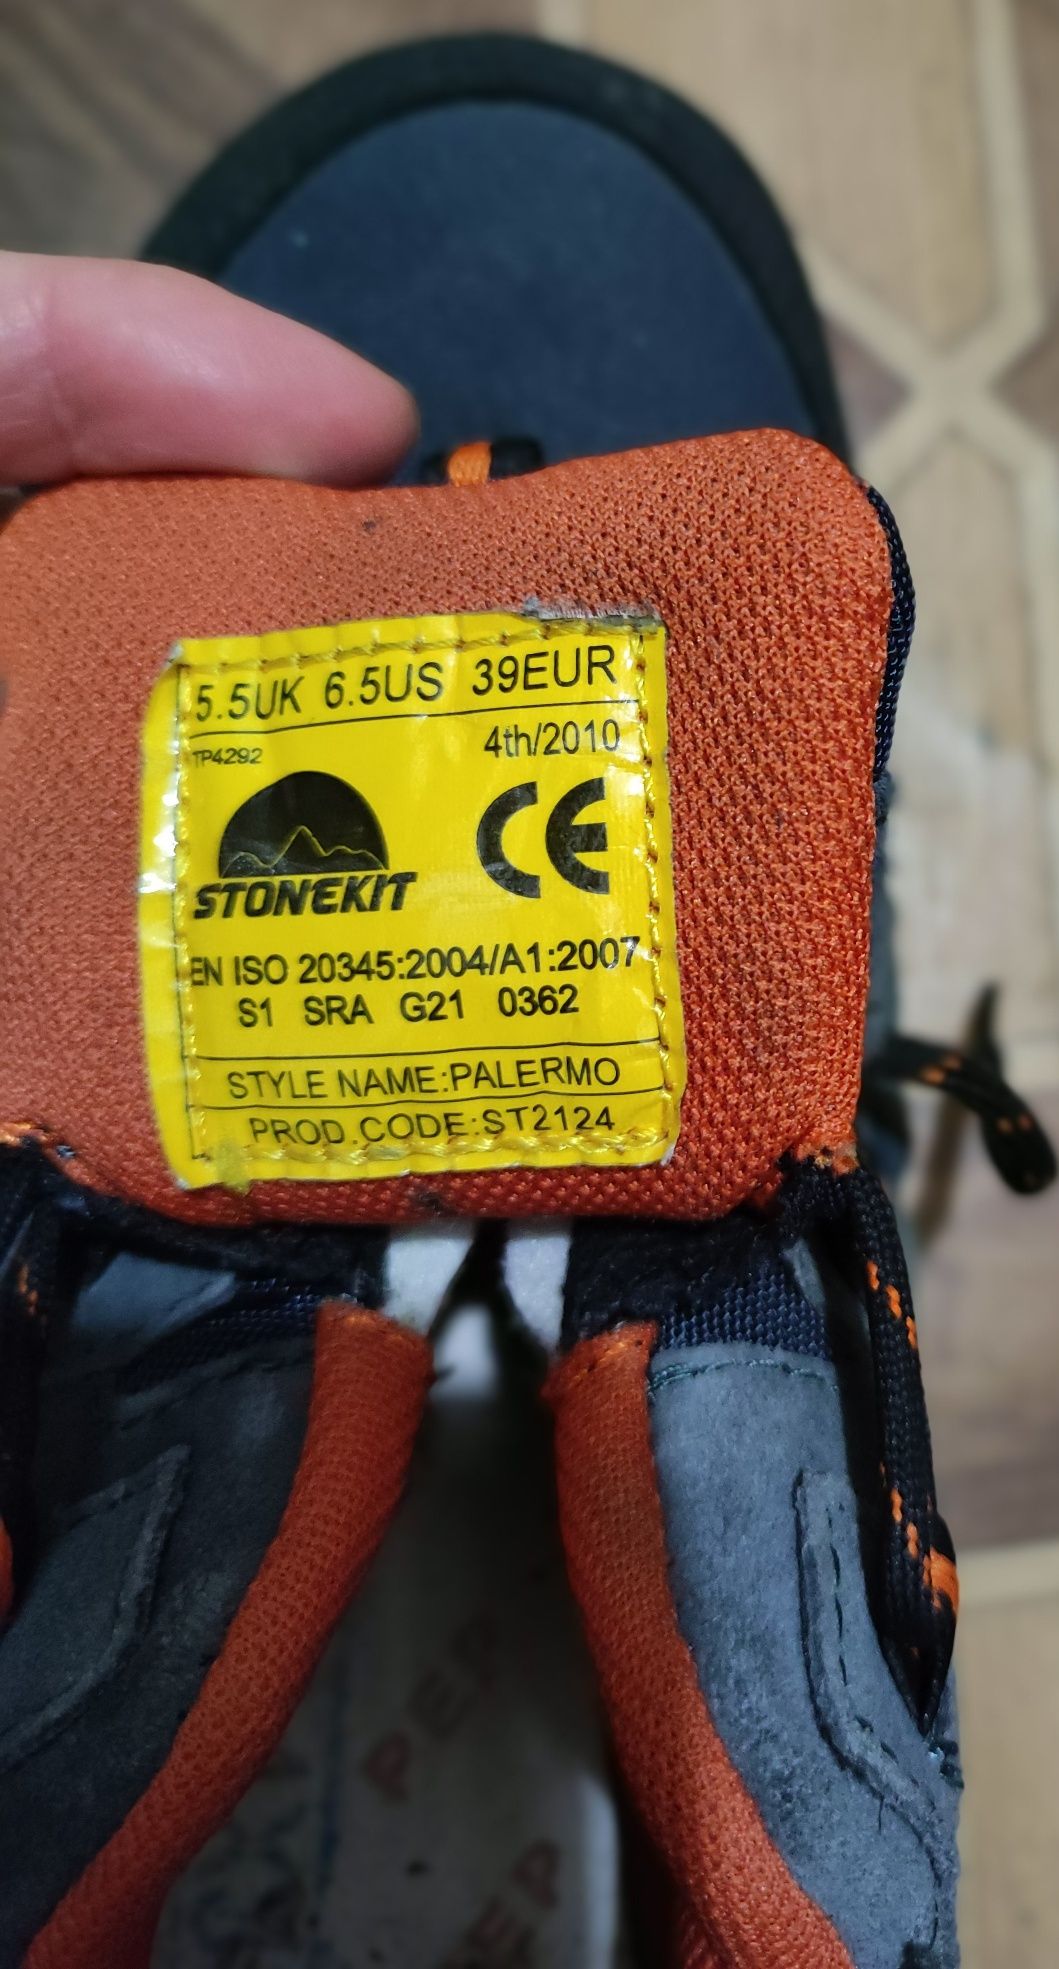 5.5UK 6.5US 39EUR
TP4292
4th/2010
CE
STONEKIT
EN ISO 20345:2004/A1:2007
S1 SRA G21 0362
STYLE NAME:PALERMO
PROD.CODE:ST2124